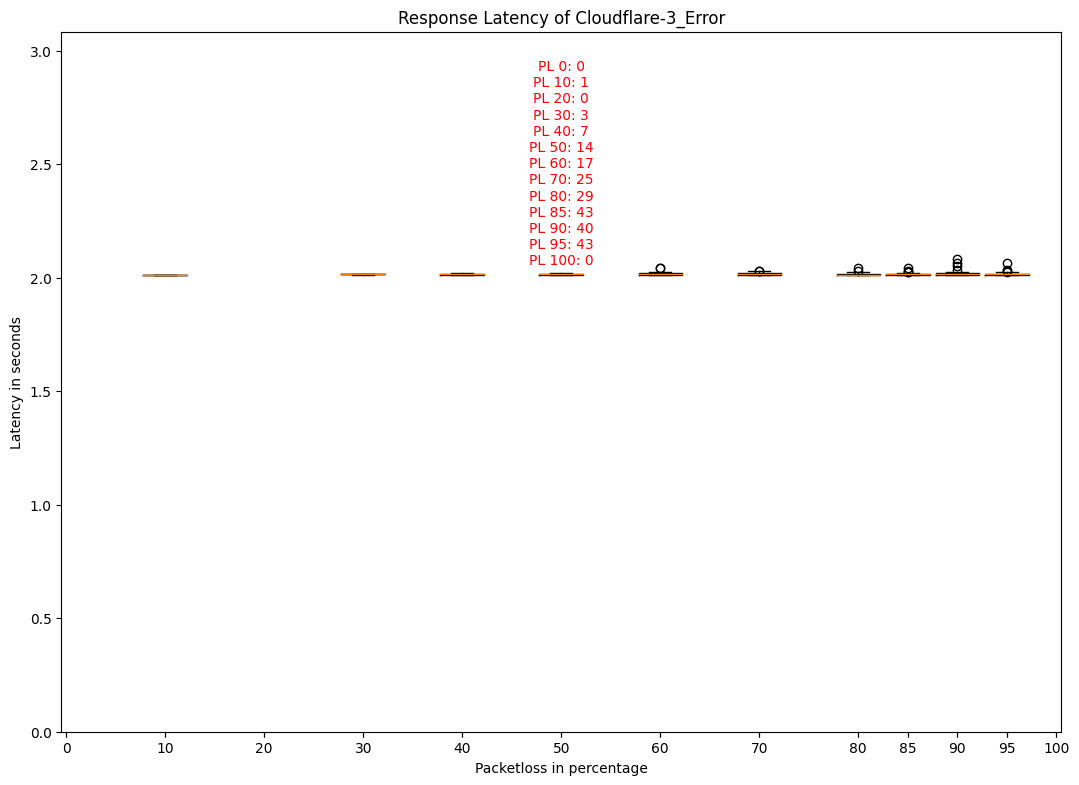 Response Latency of Cloudflare-3_Error
3.0
PL 0: 0
PL 10: 1
PL 20: 0
PL 30: 3
PL 40: 7
PL 50: 14
PL 60: 17
PL 70: 25
PL 80: 29
PL 85: 43
PL 90: 40
PL 95: 43
PL 100: 0
2.5
2.0
1.5
1.0
0.5
0.0
Latency in seconds
0 10 20 30 40 50 60 70 80 85 90 95 100
Packetloss in percentage